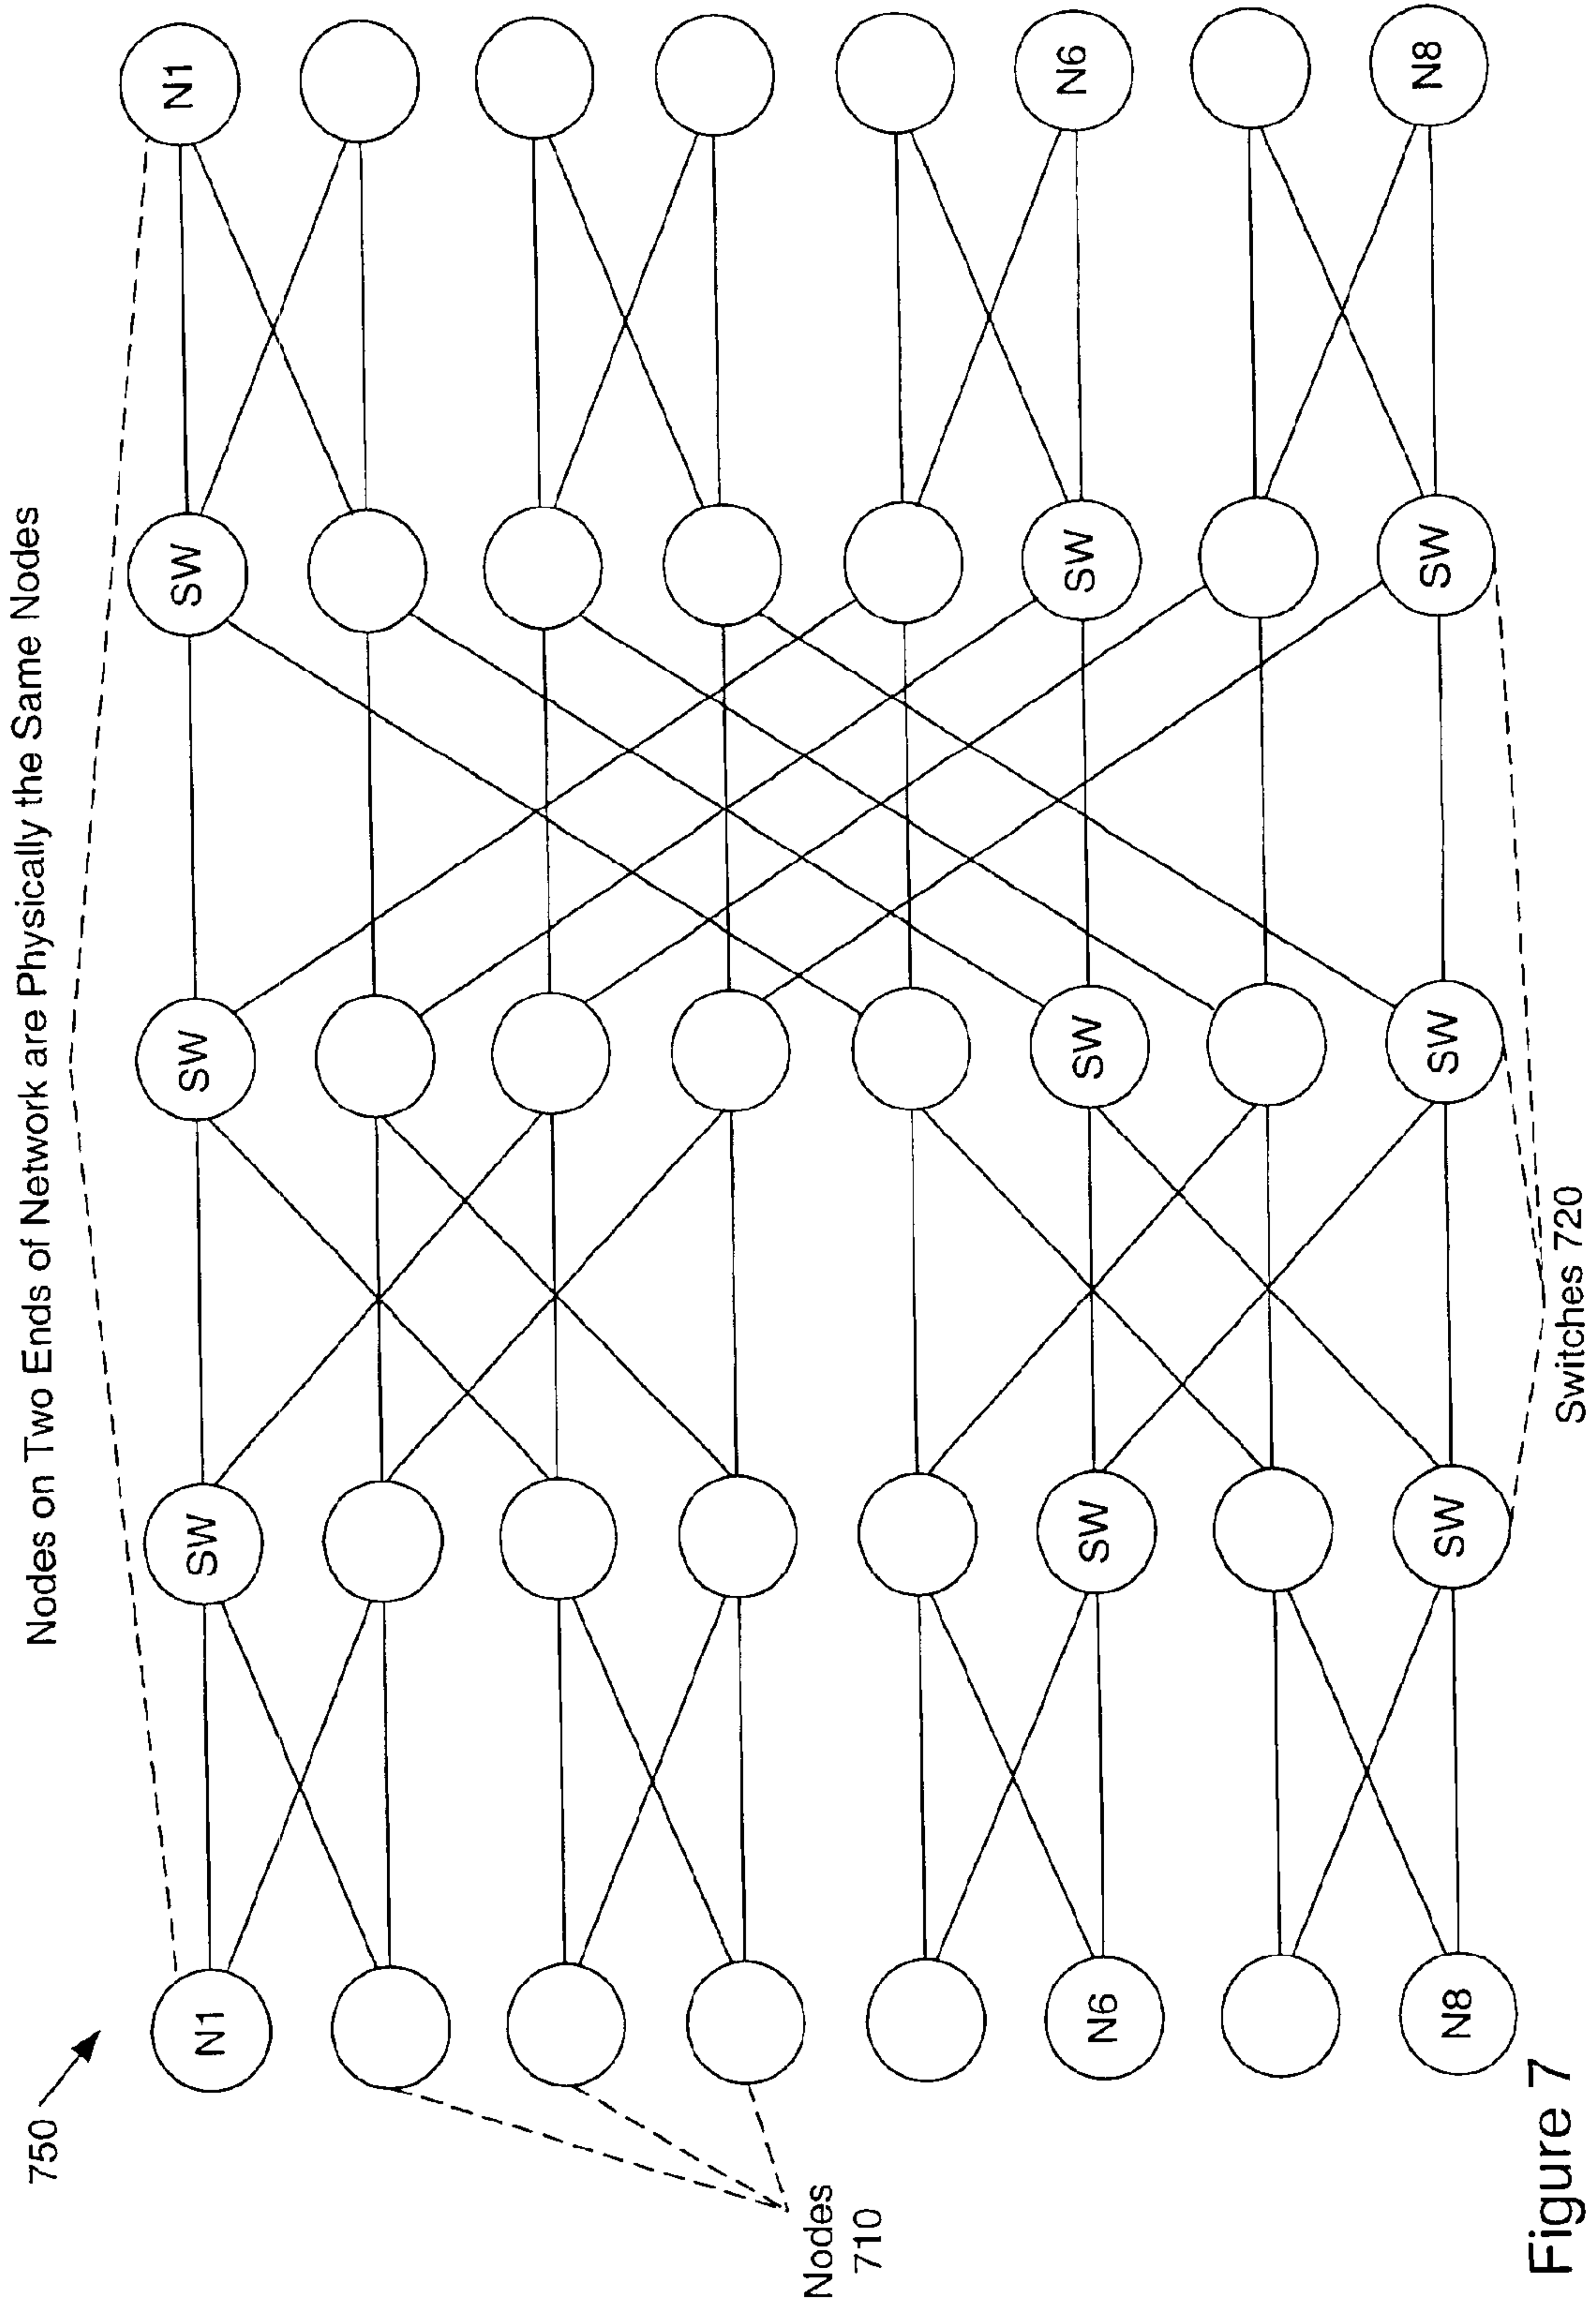 750
Nodes on Two Ends of Network are Physically the Same Nodes
N1 SW SW SW N1
Nodes
710
N6 SW SW SW N6
N8 SW SW SW N8
Switches 720
Figure 7